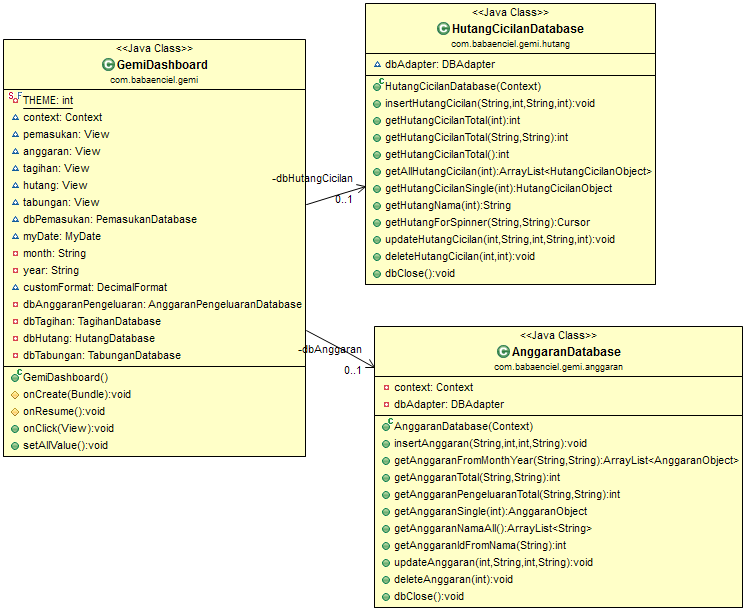 <<Java Class>>
GemiDashboard
com.babaenciel.gemi
THEME: int
context: Context
pemasukan: View
anggaran: View
tagihan: View
hutang: View
tabungan: View
dbPemasukan: PemasukanDatabase
myDate: MyDate
month: String
year: String
customFormat: DecimalFormat
dbAnggaranPengeluaran: AnggaranPengeluaranDatabase
dbTagihan: TagihanDatabase
dbHutang: HutangDatabase
dbTabungan: TabunganDatabase
GemiDashboard()
onCreate(Bundle):void
onResume():void
onClick(View):void
setAllValue():void
-dbHutangCicilan
0..1
<<Java Class>>
HutangCicilanDatabase
com.babaenciel.gemi.hutang
dbAdapter: DBAdapter
HutangCicilanDatabase(Context)
insertHutangCicilan(String,int,String,int):void
getHutangCicilanTotal(int):int
getHutangCicilanTotal(String,String):int
getHutangCicilanTotal():int
getAllHutangCicilan(int):ArrayList<HutangCicilanObject>
getHutangCicilanSingle(int):HutangCicilanObject
getHutangNama(int):String
getHutangForSpinner(String,String):Cursor
updateHutangCicilan(int,String,int,String,int):void
deleteHutangCicilan(int,int):void
dbClose():void
-dbAnggaran
0..1
<<Java Class>>
AnggaranDatabase
com.babaenciel.gemi.anggaran
context: Context
dbAdapter: DBAdapter
AnggaranDatabase(Context)
insertAnggaran(String,int,int,String):void
getAnggaranFromMonthYear(String,String):ArrayList<AnggaranObject>
getAnggaranTotal(String,String):int
getAnggaranPengeluaranTotal(String,String):int
getAnggaranSingle(int):AnggaranObject
getAnggaranNamaAll():ArrayList<String>
getAnggaranIdFromNama(String):int
updateAnggaran(int,String,int,String):void
deleteAnggaran(int):void
dbClose():void